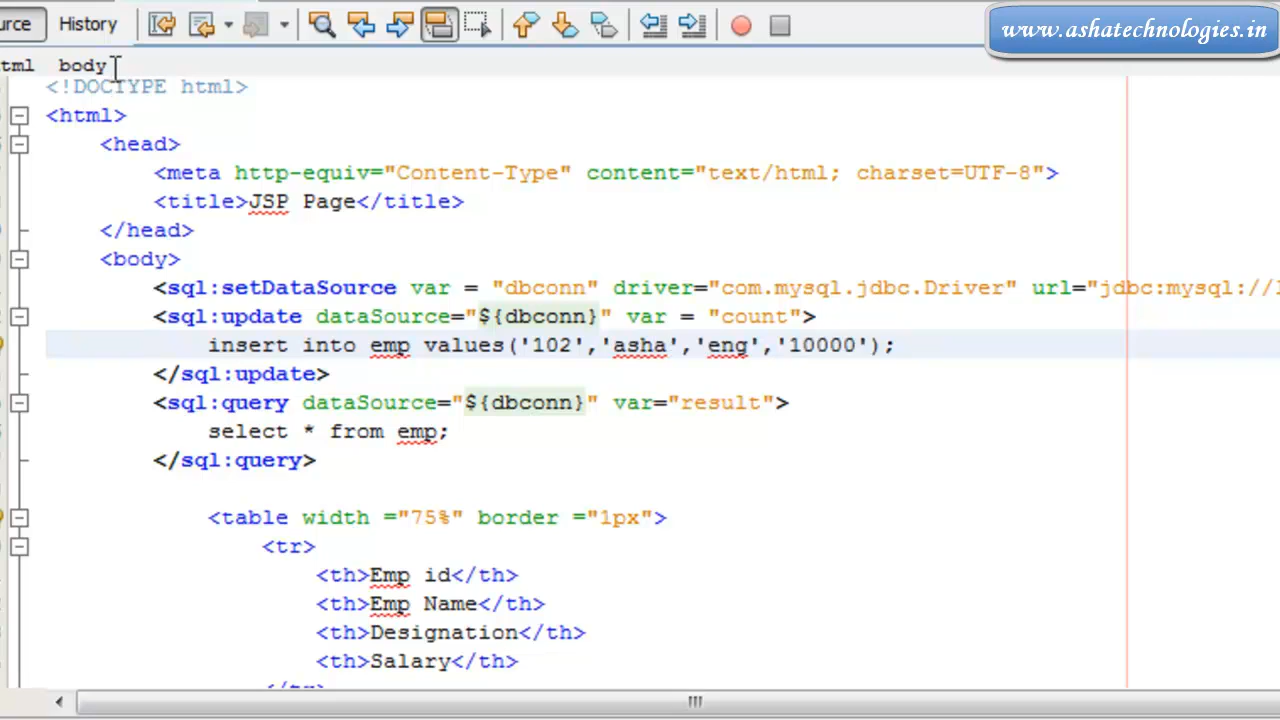 History
www.ashatechnologies.in
body
<!DOCTYPE html>
<html>
<head>
<meta http-equiv="Content-Type" content="text/html; charset=UTF-8">
<title>JSP Page</title>
</head>
<body>
<sql:setDataSource var = "dbconn" driver="com.mysql.jdbc.Driver" url="jdbc:mysql://
<sql:update dataSource="${dbconn}" var = "count">
insert into emp values('102','asha','eng','10000');
</sql:update>
<sql:query dataSource="${dbconn}" var="result">
select * from emp;
</sql:query>
<table width ="75%" border ="1px">
<tr>
<th>Emp id</th>
<th>Emp Name</th>
<th>Designation</th>
<th>Salary</th>